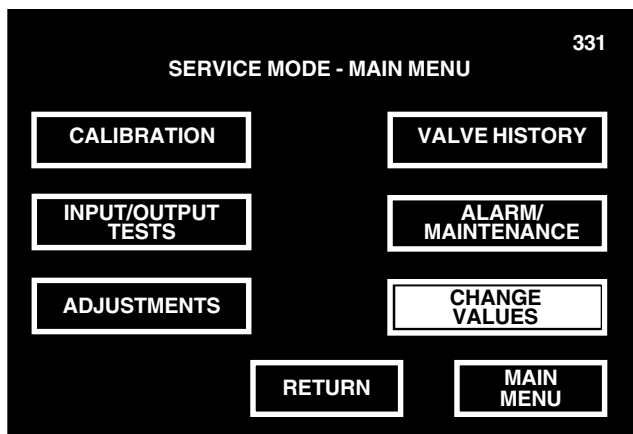 331
SERVICE MODE - MAIN MENU
CALIBRATION
VALVE HISTORY
INPUT/OUTPUT
TESTS
ALARM/
MAINTENANCE
ADJUSTMENTS
CHANGE
VALUES
RETURN
MAIN
MENU